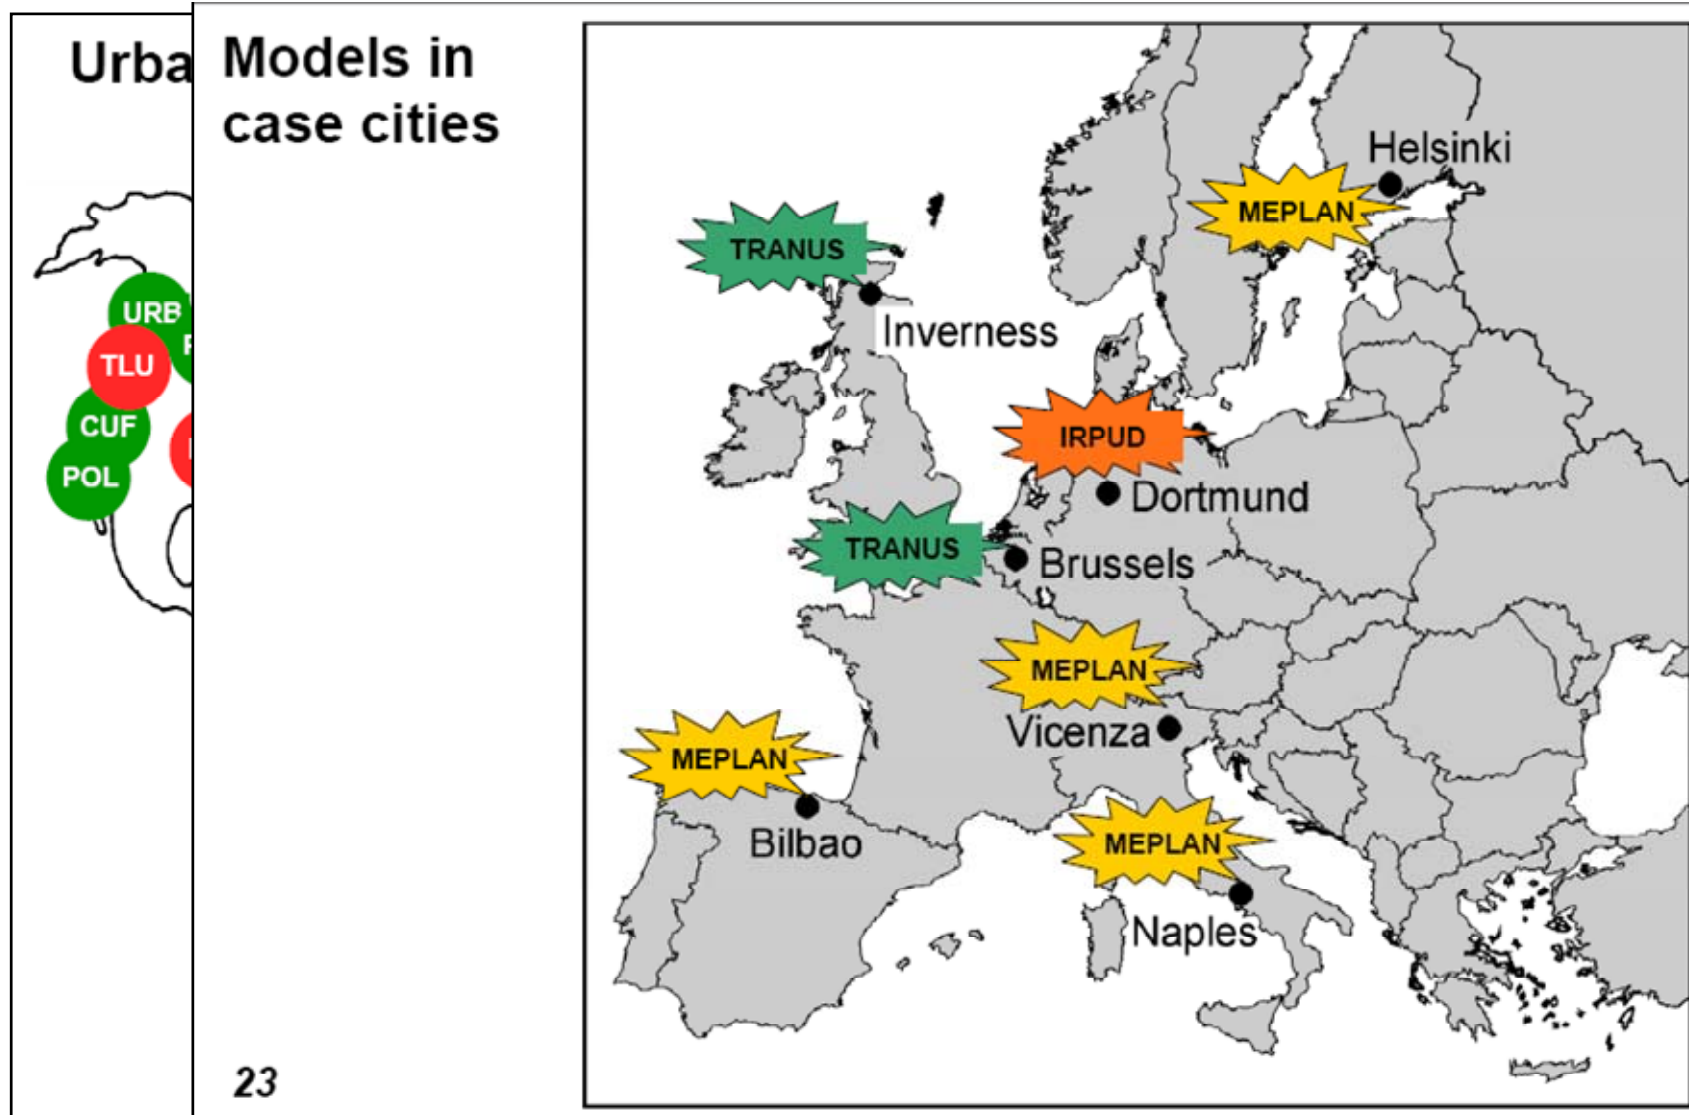 Urba
URB
TLU
CUF
POL
Models in
case cities
Helsinki
MEPLAN
TRANUS
Inverness
IRPUD
Dortmund
TRANUS
Brussels
MEPLAN
Vicenza
MEPLAN
Bilbao
MEPLAN
Naples
23